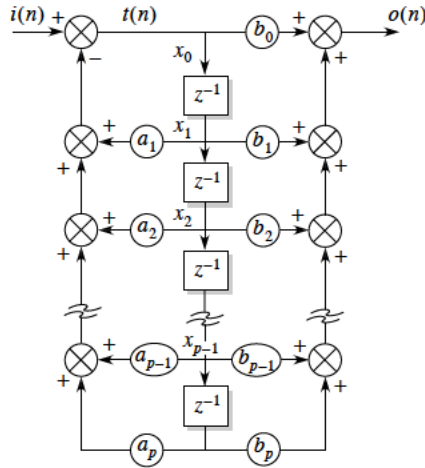 i(n) + t(n) b₀ + o(n)
− x₀ +
z⁻¹
+ a₁ x₁ b₁ +
+ z⁻¹ +
+ a₂ x₂ b₂ +
+ z⁻¹ +
+ aₚ₋₁ xₚ₋₁ bₚ₋₁ +
+ z⁻¹ +
aₚ bₚ